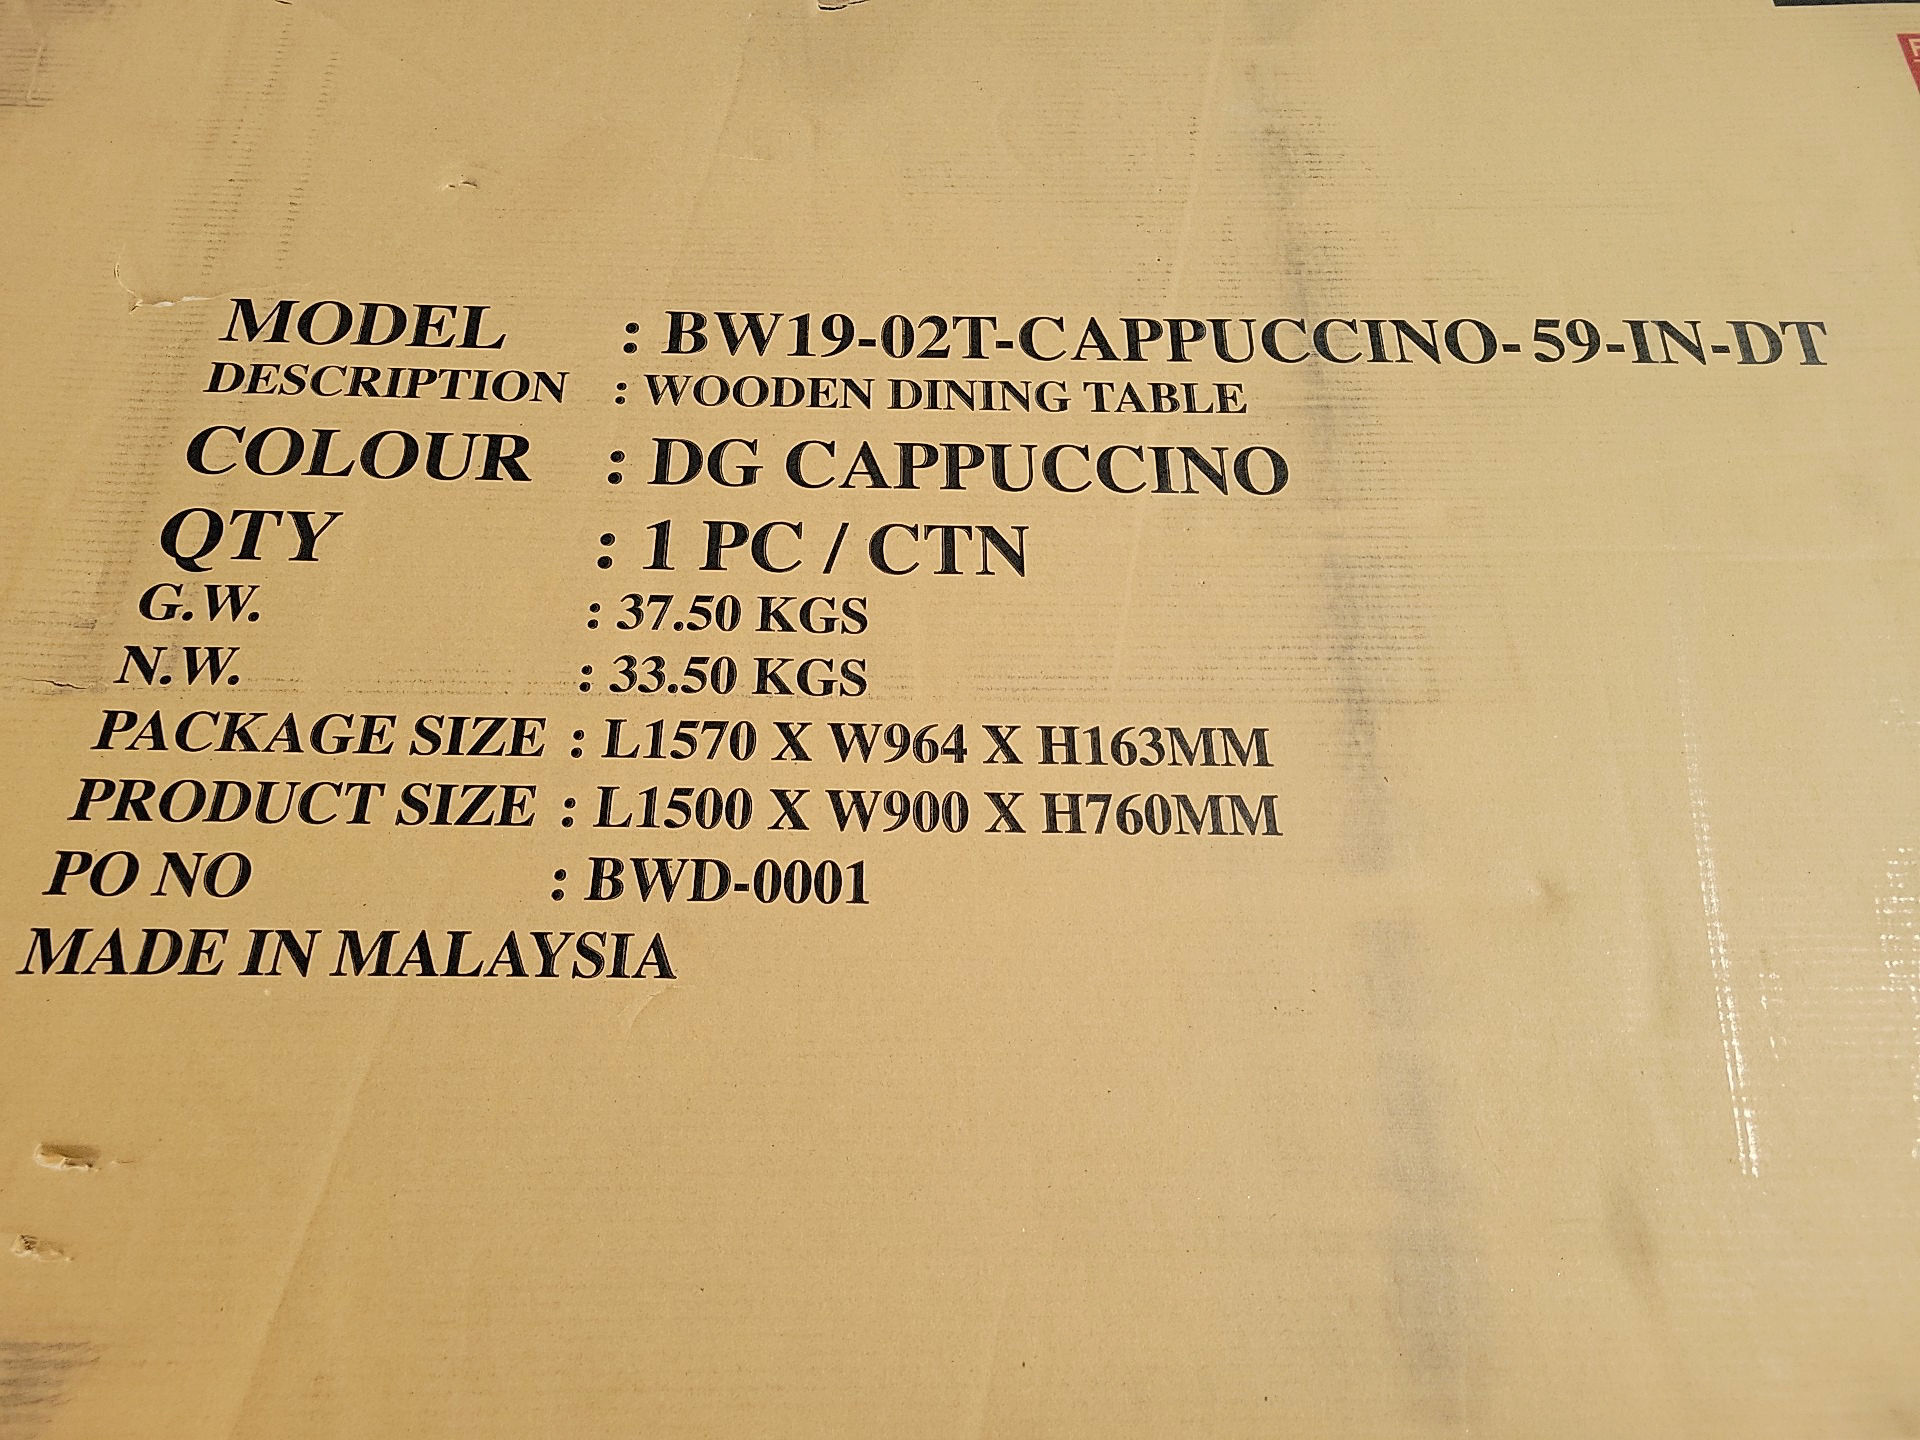 MODEL : BW19-02T-CAPPUCCINO-59-IN-DT
DESCRIPTION : WOODEN DINING TABLE
COLOUR : DG CAPPUCCINO
QTY : 1 PC / CTN
G.W. : 37.50 KGS
N.W. : 33.50 KGS
PACKAGE SIZE : L1570 X W964 X H163MM
PRODUCT SIZE : L1500 X W900 X H760MM
PO NO : BWD-0001
MADE IN MALAYSIA